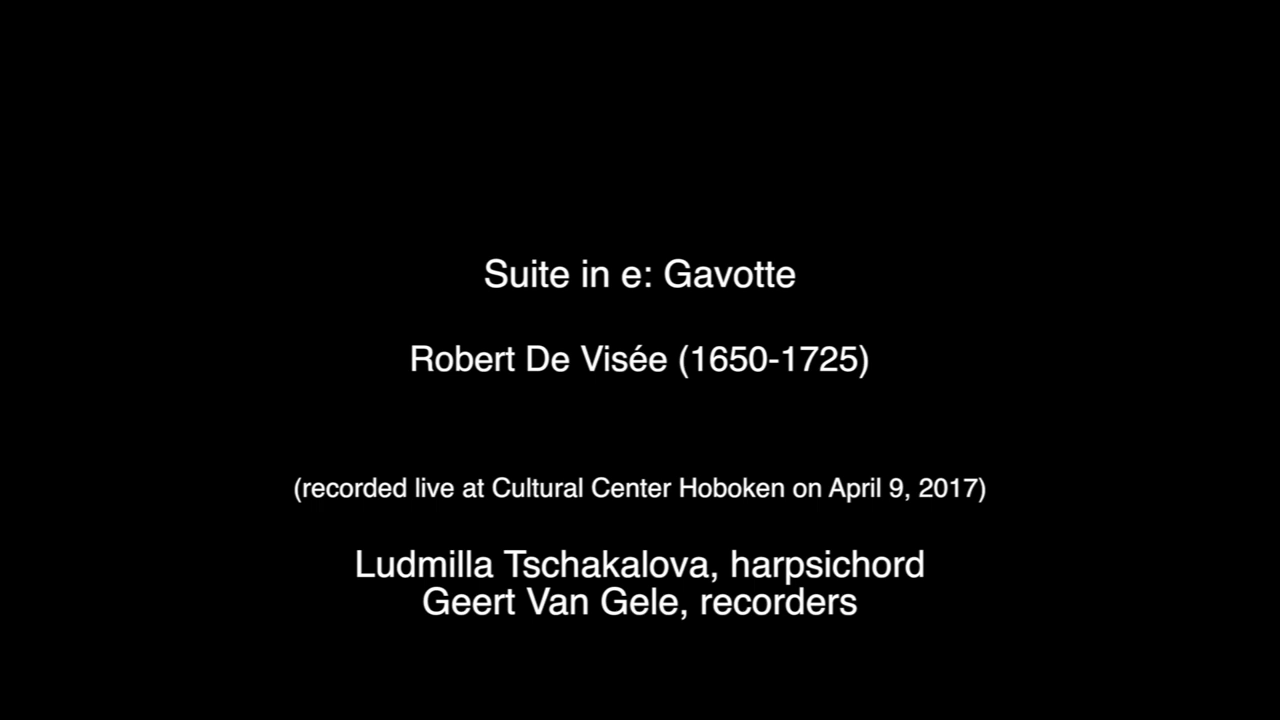 Suite in e: Gavotte
Robert De Visée (1650-1725)
(recorded live at Cultural Center Hoboken on April 9, 2017)
Ludmilla Tschakalova, harpsichord
Geert Van Gele, recorders